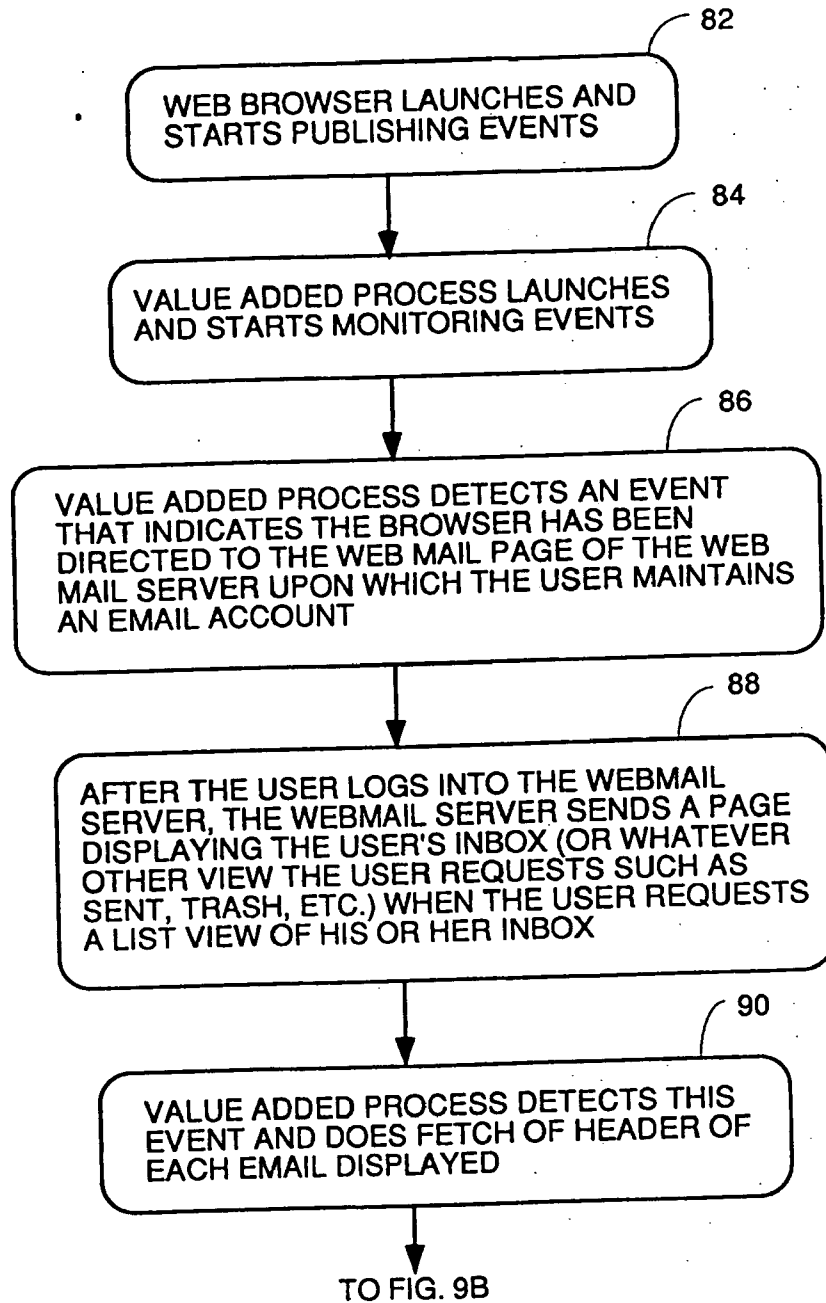 82
WEB BROWSER LAUNCHES AND
STARTS PUBLISHING EVENTS
84
VALUE ADDED PROCESS LAUNCHES
AND STARTS MONITORING EVENTS
86
VALUE ADDED PROCESS DETECTS AN EVENT
THAT INDICATES THE BROWSER HAS BEEN
DIRECTED TO THE WEB MAIL PAGE OF THE WEB
MAIL SERVER UPON WHICH THE USER MAINTAINS
AN EMAIL ACCOUNT
88
AFTER THE USER LOGS INTO THE WEBMAIL
SERVER, THE WEBMAIL SERVER SENDS A PAGE
DISPLAYING THE USER'S INBOX (OR WHATEVER
OTHER VIEW THE USER REQUESTS SUCH AS
SENT, TRASH, ETC.) WHEN THE USER REQUESTS
A LIST VIEW OF HIS OR HER INBOX
90
VALUE ADDED PROCESS DETECTS THIS
EVENT AND DOES FETCH OF HEADER OF
EACH EMAIL DISPLAYED
TO FIG. 9B